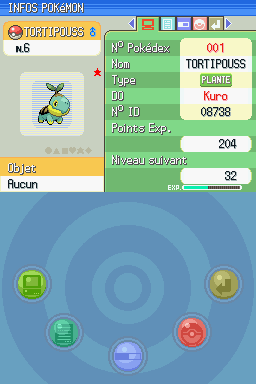 INFOS POKéMON
TORTIPOUSS ♂
N.6
N° Pokédex 001
Nom TORTIPOUSS
Type PLANTE
DO Kuro
N° ID 08738
Points Exp.
204
Niveau suivant
32
EXP.
Objet
Aucun